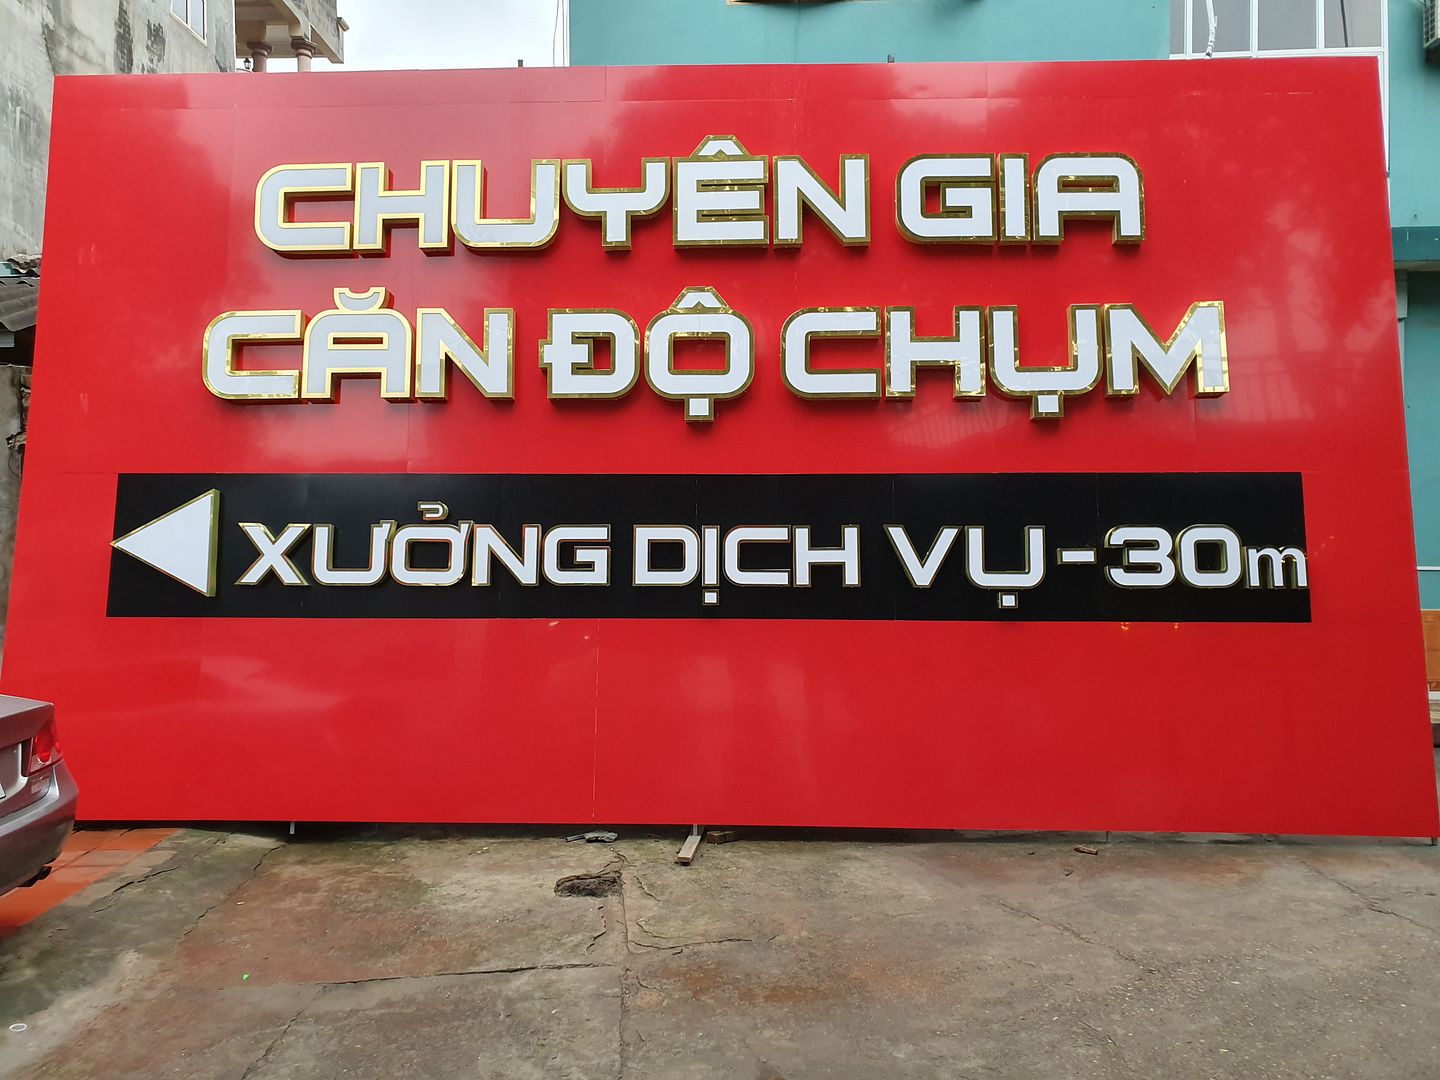 CHUYÊN GIA
CĂN ĐỘ CHỤM
XƯỞNG DỊCH VỤ - 30m